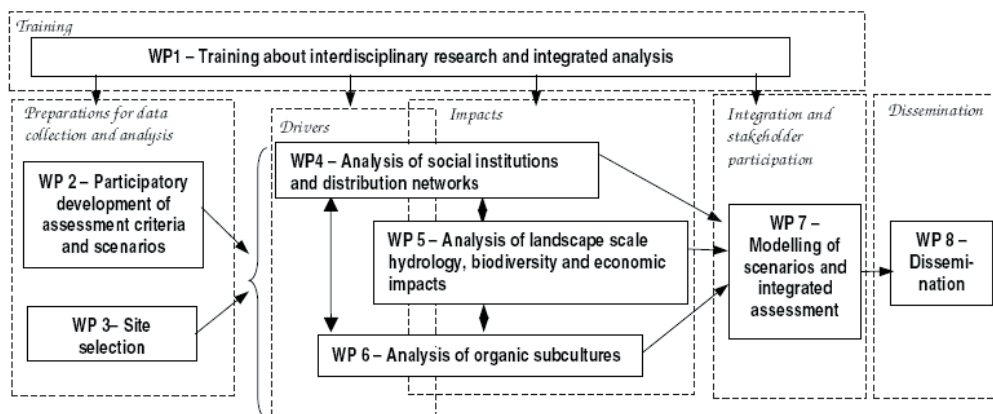 Training
WP1 – Training about interdisciplinary research and integrated analysis
Preparations for data
collection and analysis
WP 2 – Participatory
development of
assessment criteria
and scenarios
WP 3– Site
selection
Drivers
Impacts
WP4 – Analysis of social institutions
and distribution networks
WP 5 – Analysis of landscape scale
hydrology, biodiversity and economic
impacts
WP 6 – Analysis of organic subcultures
Integration and
stakeholder
participation
WP 7 –
Modelling of
scenarios and
integrated
assessment
Dissemination
WP 8 –
Dissemi-
nation